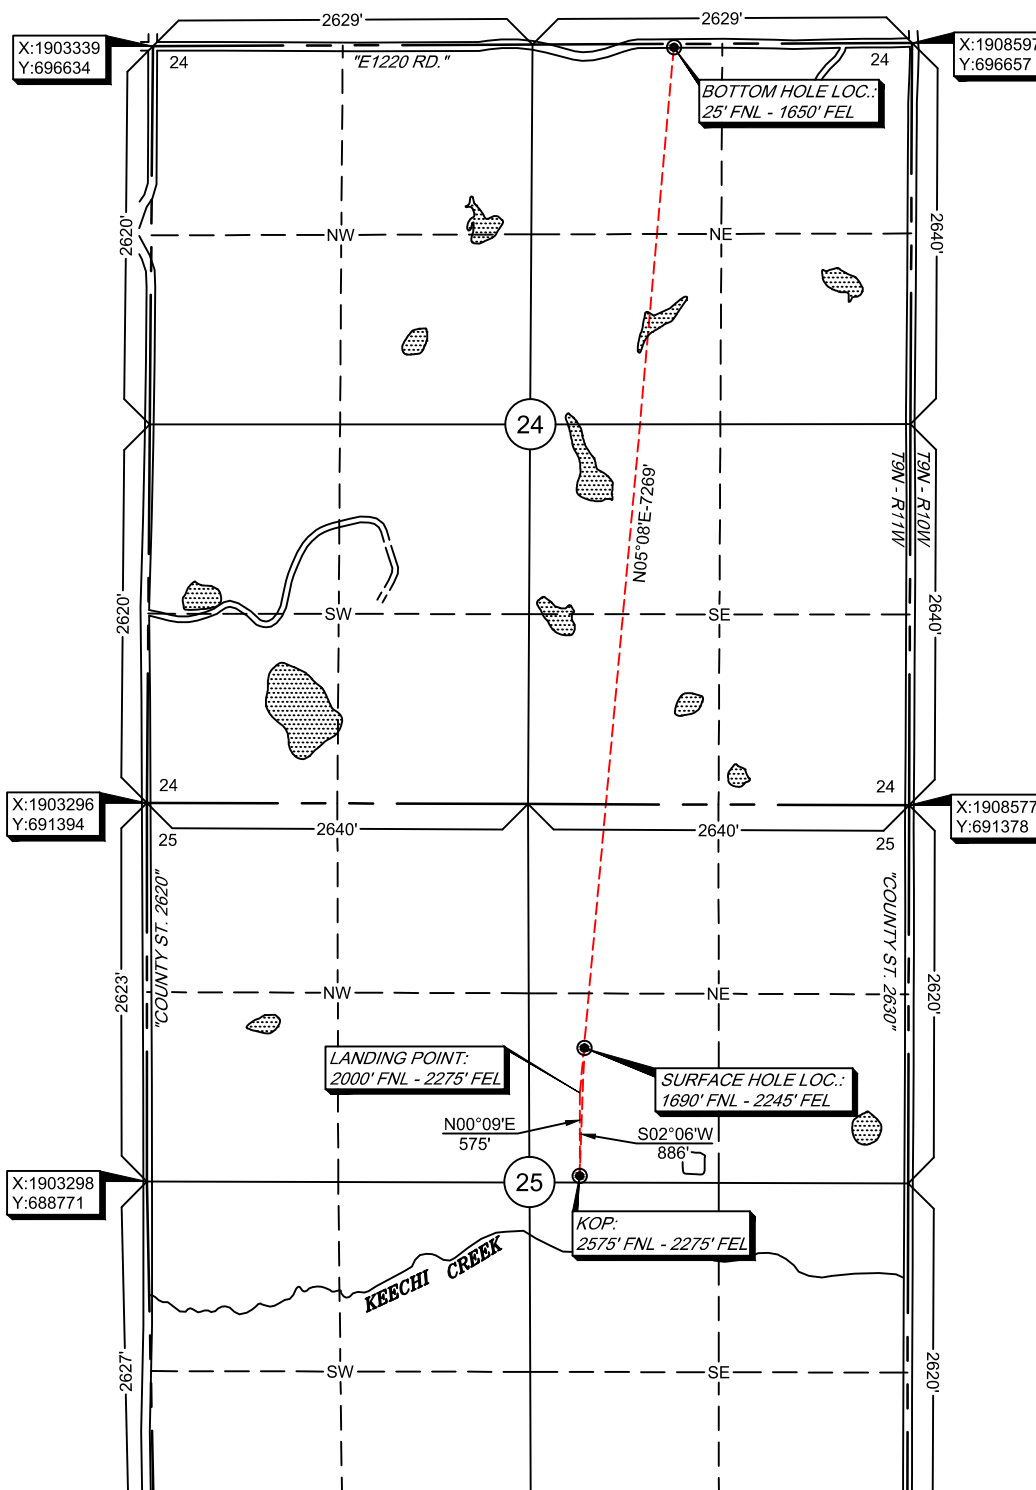 2629'
2629'
X:1903339
Y:696634
X:1908597
Y:696657
24
"E1220 RD."
24
BOTTOM HOLE LOC.:
25' FNL - 1650' FEL
2620'
NW
NE
2640'
24
T9N - R11W
T9N - R10W
N05°08'E-7269'
2620'
SW
SE
2640'
24
24
X:1903296
Y:691394
X:1908577
Y:691378
2640'
2640'
25
25
"COUNTY ST. 2620"
"COUNTY ST. 2630"
2623'
NW
NE
2620'
LANDING POINT:
2000' FNL - 2275' FEL
SURFACE HOLE LOC.:
1690' FNL - 2245' FEL
N00°09'E
575'
S02°06'W
886'
X:1903298
Y:688771
25
KOP:
2575' FNL - 2275' FEL
KEECHI CREEK
2627'
SW
SE
2620'